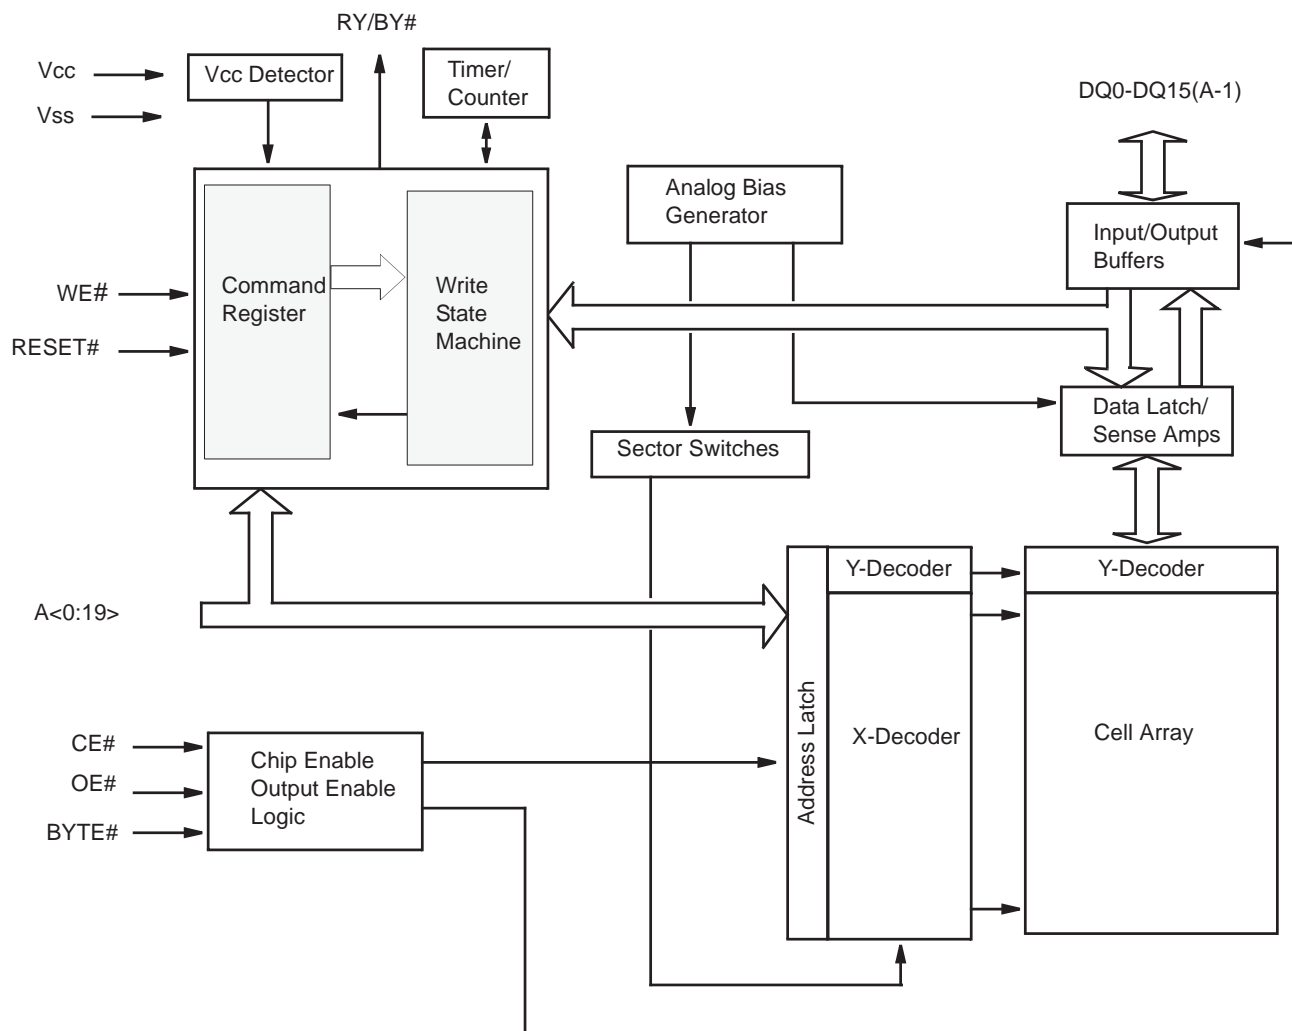 RY/BY#
Vcc
Vcc Detector
Timer/
Counter
Vss
DQ0-DQ15(A-1)
Analog Bias
Generator
Input/Output
Buffers
WE#
Command
Register
Write
State
Machine
RESET#
Data Latch/
Sense Amps
Sector Switches
Y-Decoder
Y-Decoder
A<0:19>
Address Latch
X-Decoder
Cell Array
CE#
OE#
BYTE#
Chip Enable
Output Enable
Logic